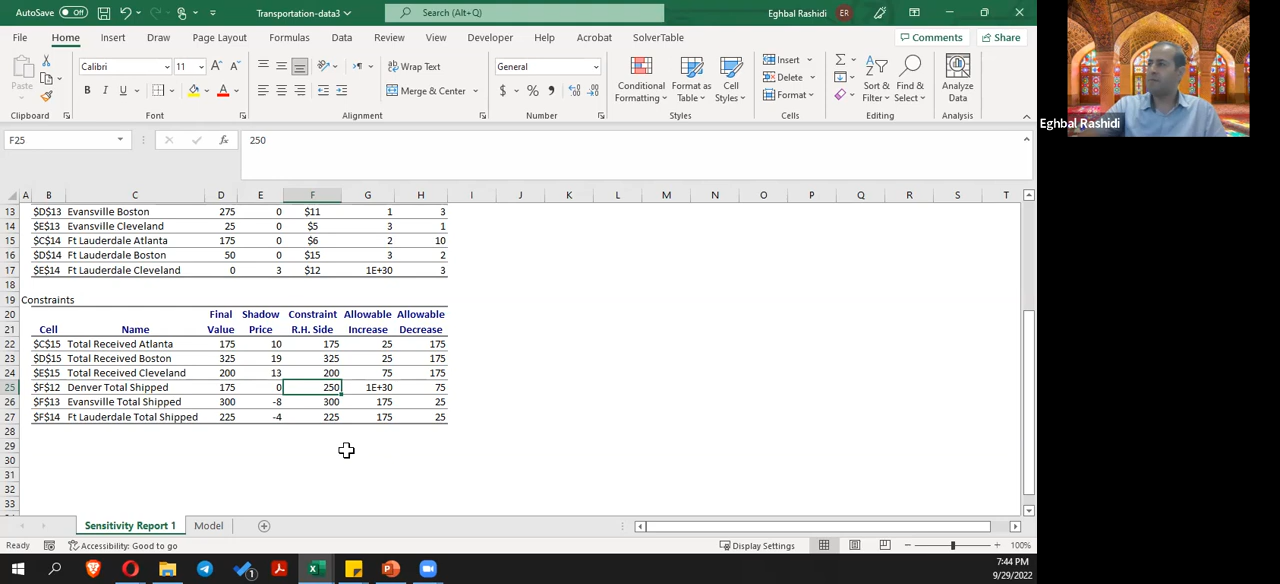 AutoSave Off Transportation-data3 Search (Alt+Q) Eghbal Rashidi ER
File Home Insert Draw Page Layout Formulas Data Review View Developer Help Acrobat SolverTable Comments Share
Paste Calibri 11 A A Wrap Text General Conditional Formatting Format as Table Cell Styles Insert Delete Format Sort & Filter Find & Select Analyze Data
B I U A Merge & Center $ % 9
Clipboard Font Alignment Number Styles Cells Editing Analysis
Eghbal Rashidi
F25 fx 250
A B C D E F G H I J K L M N O P Q R S T
13 $D$13 Evansville Boston 275 0 $11 1 3
14 $E$13 Evansville Cleveland 25 0 $5 3 1
15 $C$14 Ft Lauderdale Atlanta 175 0 $6 2 10
16 $D$14 Ft Lauderdale Boston 50 0 $15 3 2
17 $E$14 Ft Lauderdale Cleveland 0 3 $12 1E+30 3
18
19 Constraints
20 Final Shadow Constraint Allowable Allowable
21 Cell Name Value Price R.H. Side Increase Decrease
22 $C$15 Total Received Atlanta 175 10 175 25 175
23 $D$15 Total Received Boston 325 19 325 25 175
24 $E$15 Total Received Cleveland 200 13 200 75 175
25 $F$12 Denver Total Shipped 175 0 250 1E+30 75
26 $F$13 Evansville Total Shipped 300 -8 300 175 25
27 $F$14 Ft Lauderdale Total Shipped 225 -4 225 175 25
28
29
30
31
32
33
Sensitivity Report 1 Model
Ready Accessibility: Good to go Display Settings 100%
1
7:44 PM
9/29/2022